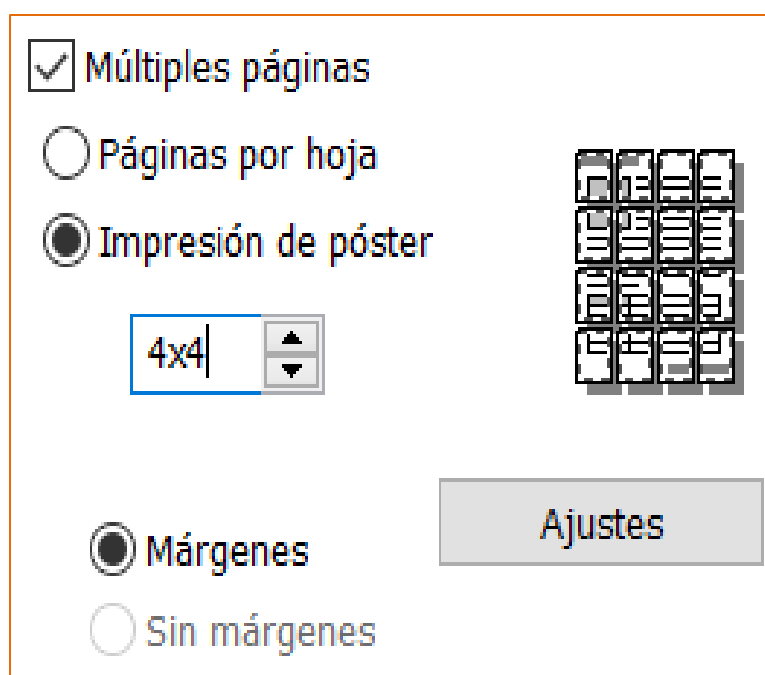 Múltiples páginas
Páginas por hoja
Impresión de póster
4x4
Ajustes
Márgenes
Sin márgenes